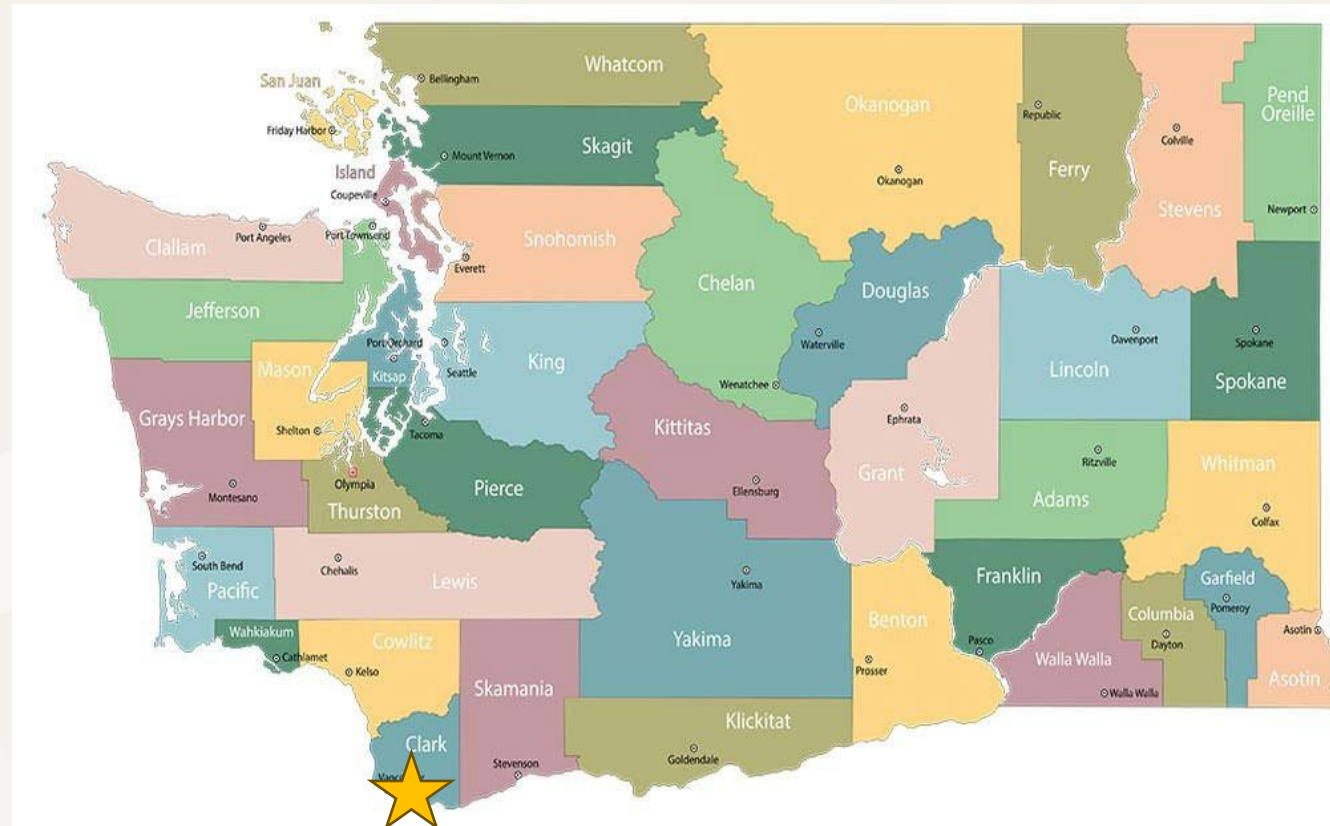 Whatcom
Bellingham
San Juan
Friday Harbor
Skagit
Mount Vernon
Island
Coupeville
Okanogan
Okanogan
Republic
Ferry
Colville
Stevens
Pend
Oreille
Newport
Clallam
Port Angeles
Port Townsend
Snohomish
Everett
Chelan
Wenatchee
Douglas
Waterville
Jefferson
Port Orchard
Kitsap
Seattle
King
Mason
Shelton
Grays Harbor
Montesano
Tacoma
Pierce
Olympia
Thurston
Kittitas
Ellensburg
Ephrata
Grant
Lincoln
Davenport
Spokane
Spokane
Ritzville
Adams
Whitman
Colfax
South Bend
Pacific
Chehalis
Lewis
Yakima
Yakima
Franklin
Pasco
Benton
Prosser
Garfield
Pomeroy
Columbia
Dayton
Asotin
Asotin
Walla Walla
Walla Walla
Wahkiakum
Cathlamet
Cowlitz
Kelso
Skamania
Stevenson
Klickitat
Goldendale
Clark